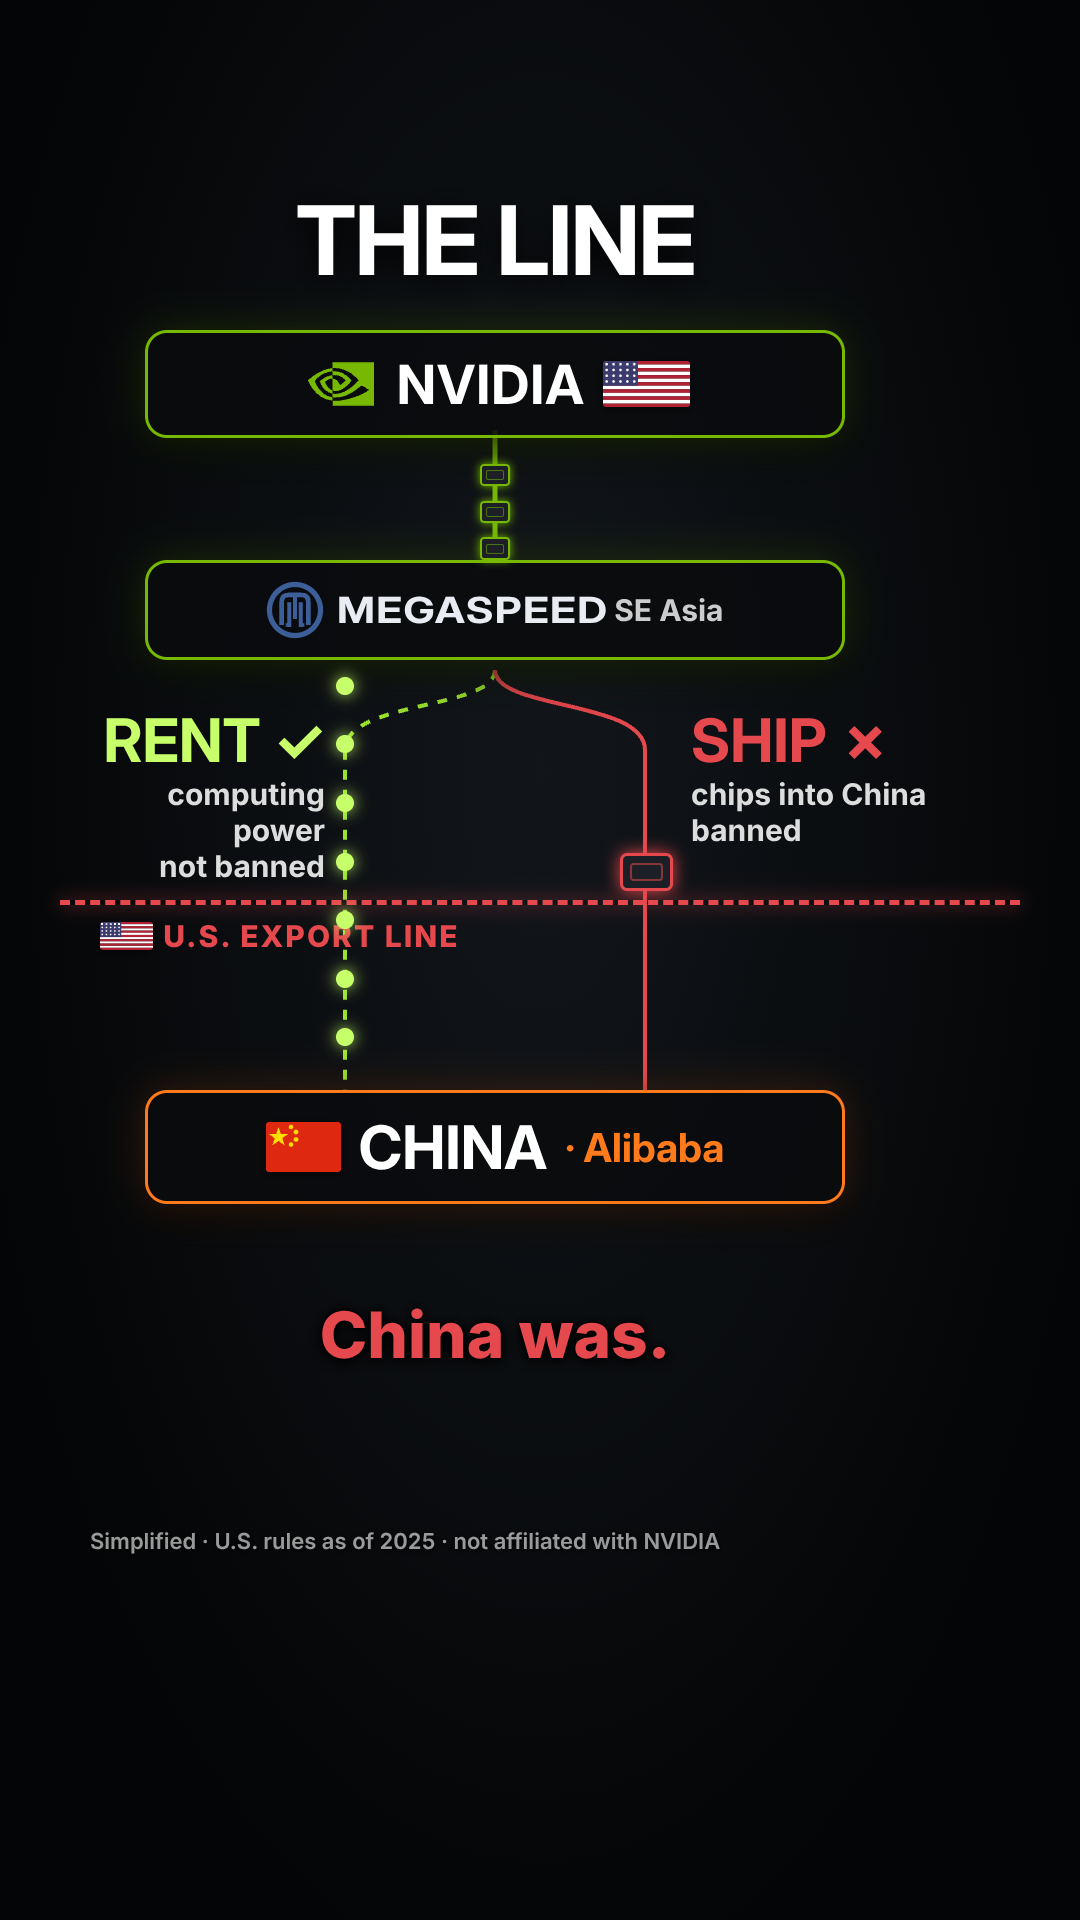 THE LINE
NVIDIA
MEGASPEED SE Asia
RENT ✓
computing
power
not banned
SHIP ×
chips into China
banned
U.S. EXPORT LINE
CHINA · Alibaba
China was.
Simplified · U.S. rules as of 2025 · not affiliated with NVIDIA